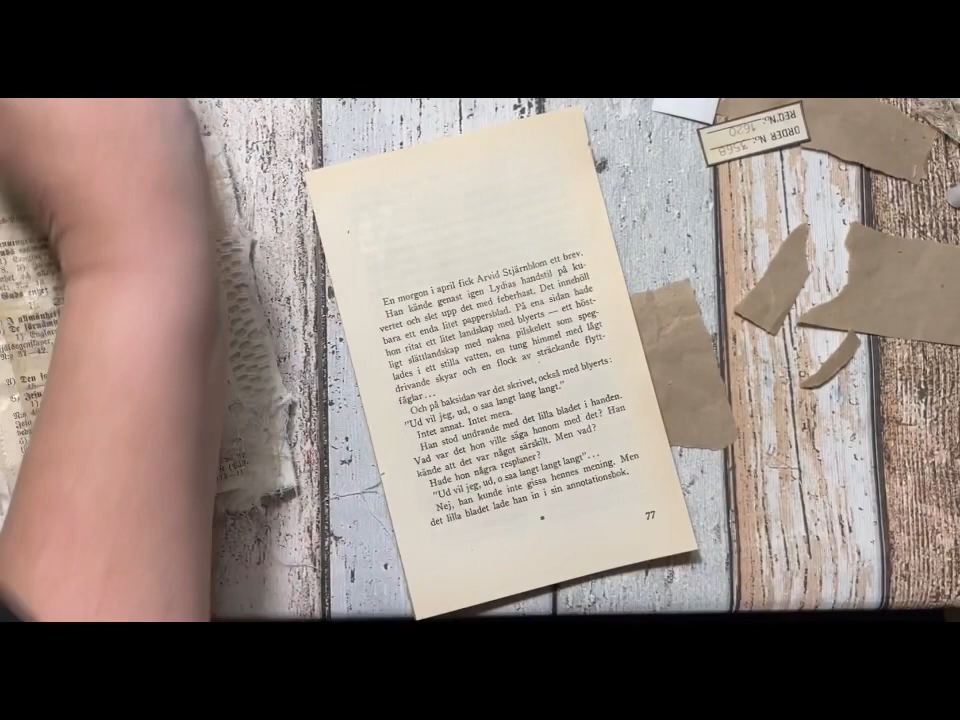 En morgon i april fick Arvid Stjärnblom ett brev.
Han kände genast igen Lydias handstil på ku-
vertet och slet upp det med feberhast. Det innehöll
bara ett enda litet pappersblad. På ena sidan hade
hon ritat ett litet landskap med blyerts — ett höst-
ligt slättlandskap med nakna pilskelett som speg-
lades i ett stilla vatten, en tung himmel med lågt
drivande skyar och en flock av sträckande flytt-
fåglar...
Och på baksidan var det skrivet, också med blyerts:
"Ud vil jeg, ud, o saa langt lang langt."
Intet annat. Intet mera.
Han stod undrande med det lilla bladet i handen.
Vad var det hon ville säga honom med det? Han
kände att det var något särskilt. Men vad?
Hade hon några resplaner?
"Ud vil jeg, ud, o saa langt langt langt"...
Nej, han kunde inte gissa hennes mening. Men
det lilla bladet lade han in i sin annotationsbok.
*
77
ORDER No. 3568
REQ. No. 1620